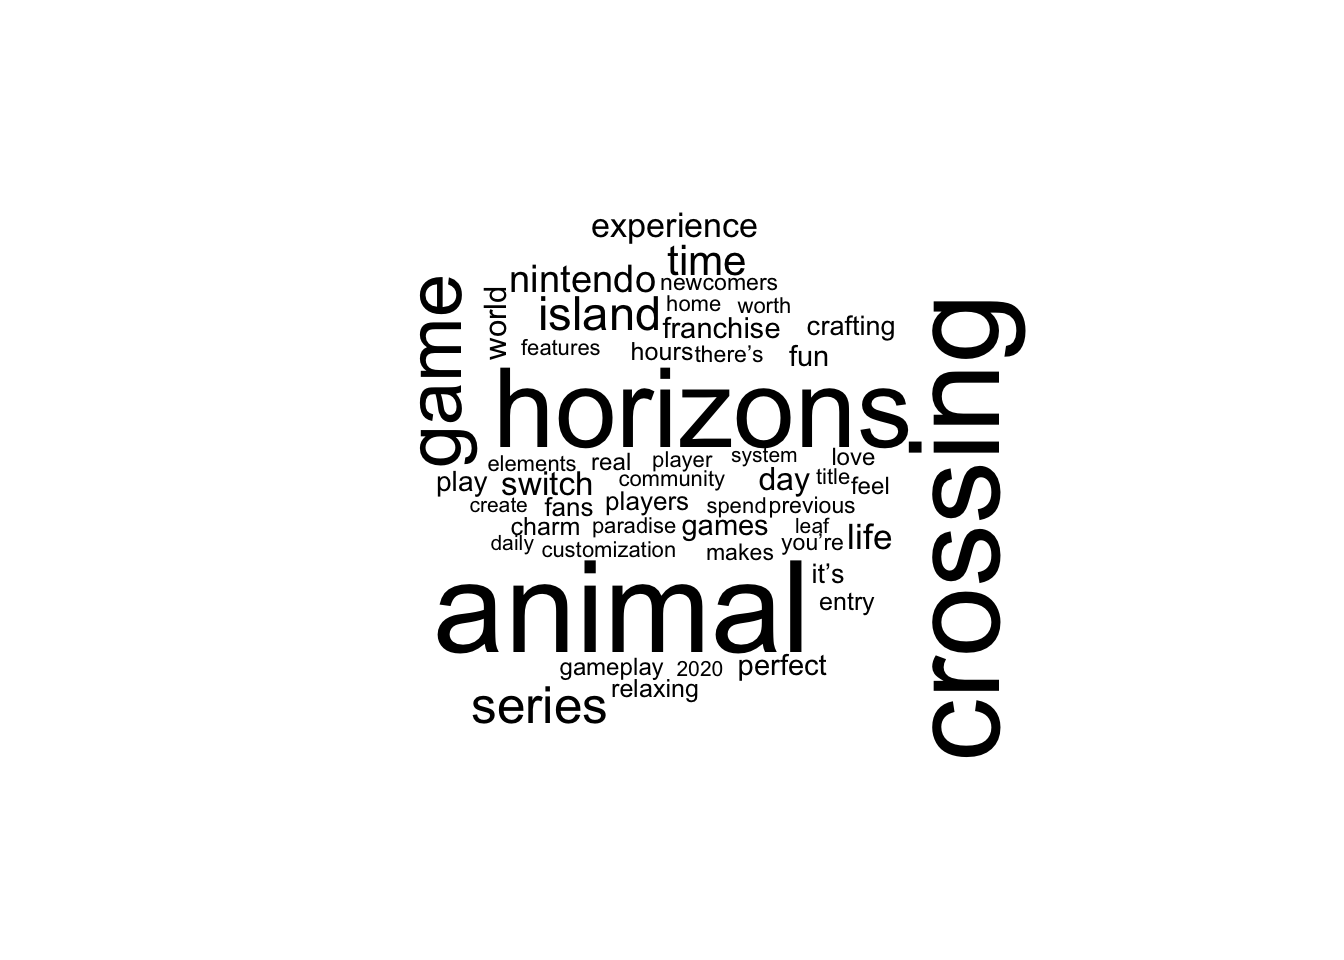 experience
time
nintendo newcomers
world island home worth
franchise crafting
features hours there’s fun
game
horizons
crossing
elements real player system love
play switch community day title feel
create fans players spend previous
charm paradise games leaf
daily customization makes you’re life
animal it’s
entry
gameplay 2020 perfect
series relaxing